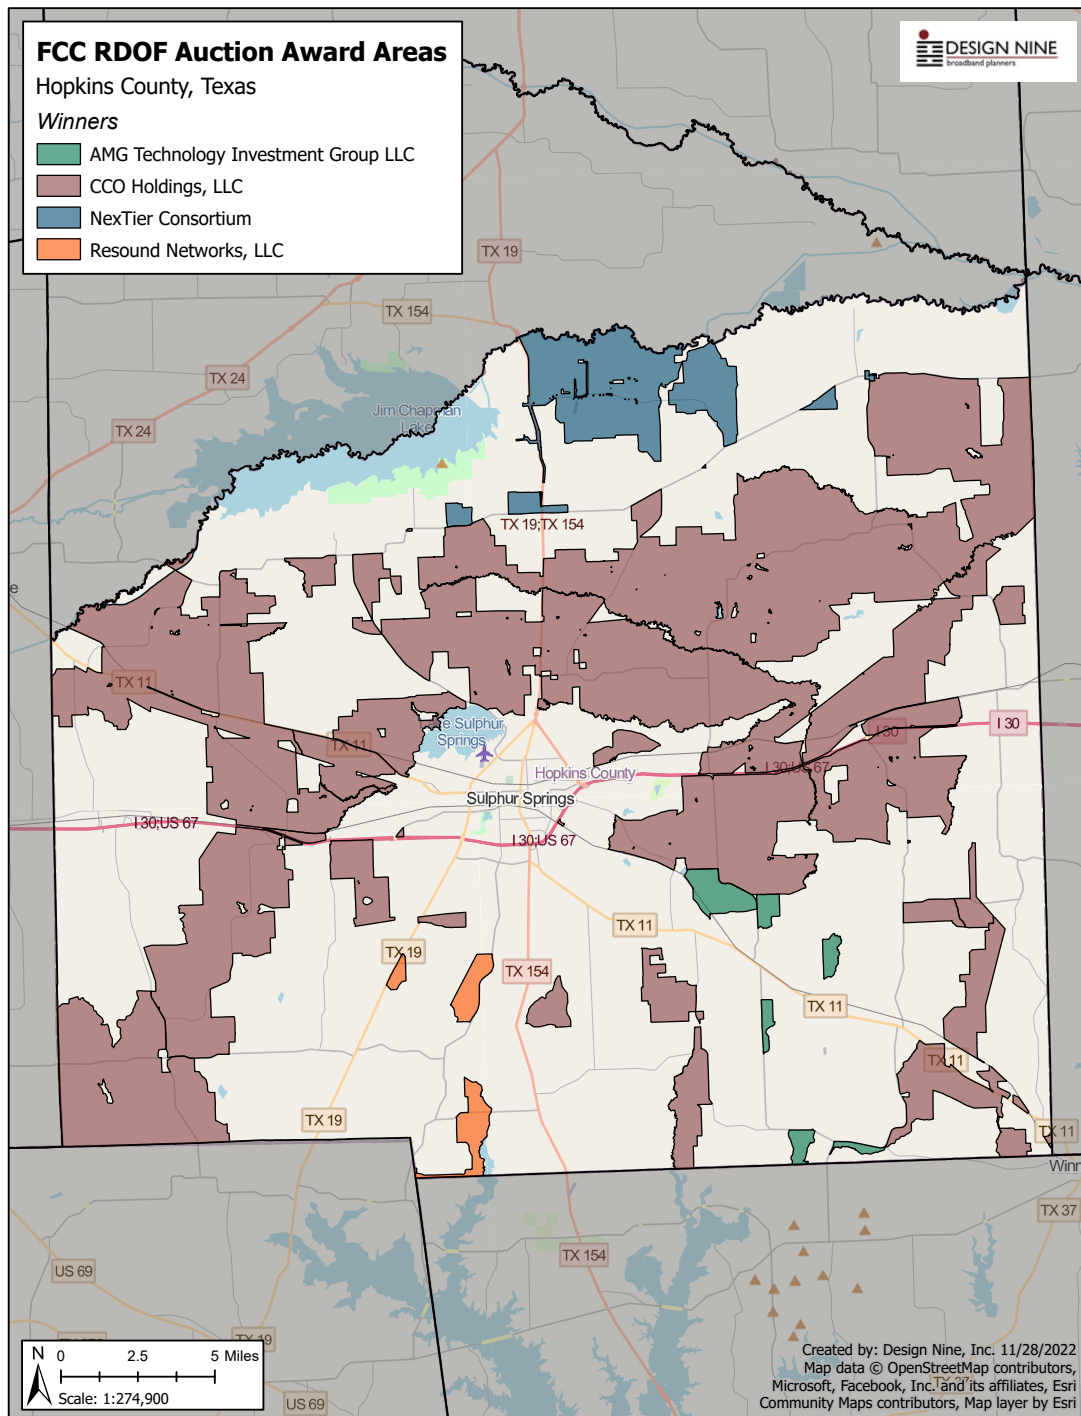 FCC RDOF Auction Award Areas
Hopkins County, Texas
Winners
AMG Technology Investment Group LLC
CCO Holdings, LLC
NexTier Consortium
Resound Networks, LLC
DESIGN NINE
broadband planners
TX 19
TX 154
TX 24
Jim Chapman
Lake
TX 24
TX 19;TX 154
e
TX 11
I 30
I 30
Sulphur
Springs
TX 11
I 30;US 67
Hopkins County
Sulphur Springs
I 30;US 67
I 30;US 67
TX 11
TX 19
TX 154
TX 11
TX 11
TX 19
TX 11
Winn
TX 37
TX 154
US 69
TX 19
US 69
N
0 2.5 5 Miles
Scale: 1:274,900
Created by: Design Nine, Inc. 11/28/2022
Map data © OpenStreetMap contributors,
Microsoft, Facebook, Inc. and its affiliates, Esri
Community Maps contributors, Map layer by Esri